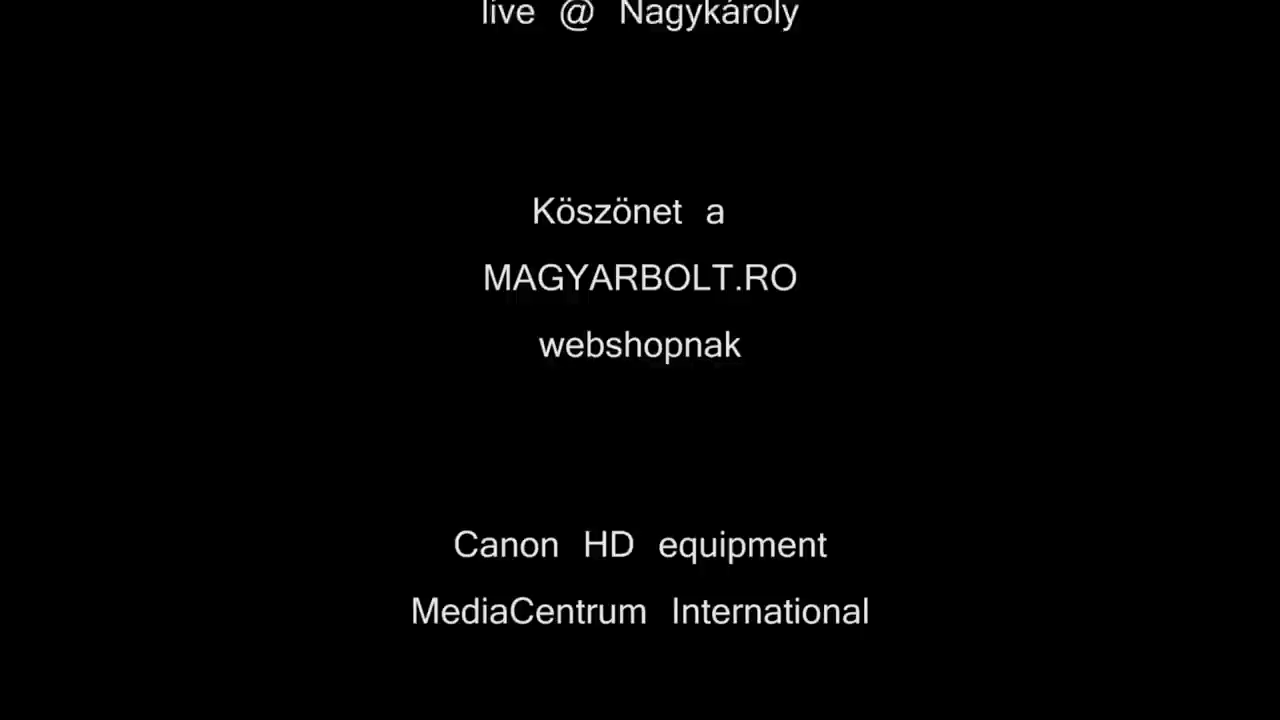 live @ Nagykároly
Köszönet a
MAGYARBOLT.RO
webshopnak
Canon HD equipment
MediaCentrum International